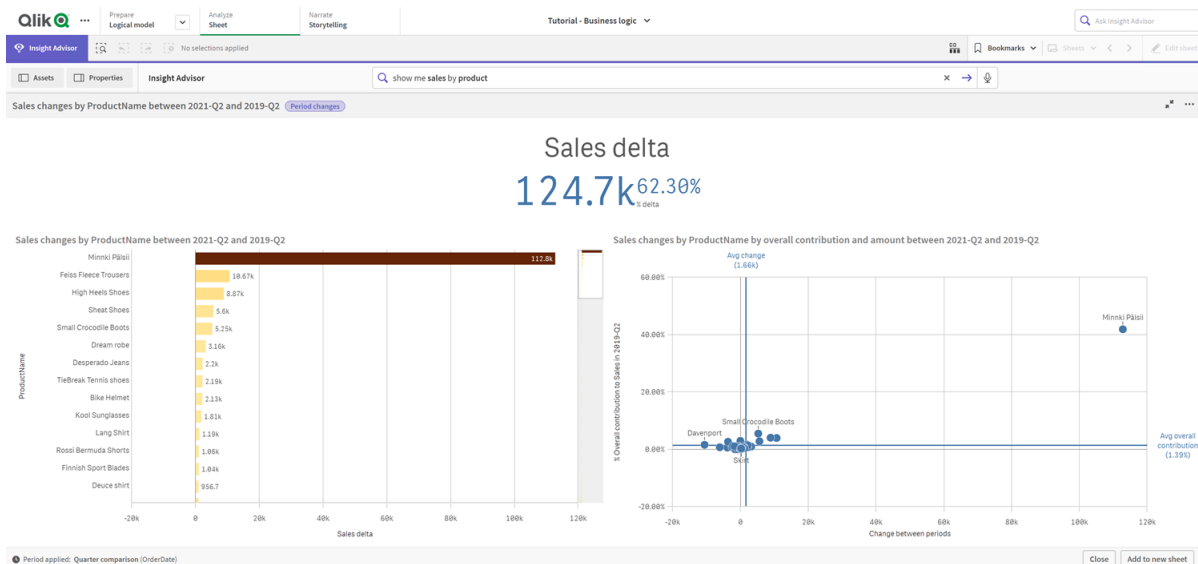 Qlik
Prepare
Logical model
Analyze
Sheet
Narrate
Storytelling
Tutorial - Business logic
Ask Insight Advisor
Insight Advisor
No selections applied
Bookmarks
Sheets
Edit sheet
Assets
Properties
Insight Advisor
show me sales by product
Sales changes by ProductName between 2021-Q2 and 2019-Q2
Period changes
Sales delta
124.7k
62.30%
% delta
Sales changes by ProductName between 2021-Q2 and 2019-Q2
ProductName
Minnki Pälsii 112.8k
Feiss Fleece Trousers 10.67k
High Heels Shoes 8.87k
Sheat Shoes 5.6k
Small Crocodile Boots 5.25k
Dream robe 3.16k
Desperado Jeans 2.2k
TieBreak Tennis shoes 2.19k
Bike Helmet 2.13k
Kool Sunglasses 1.81k
Lang Shirt 1.19k
Rossi Bermuda Shorts 1.06k
Finnish Sport Blades 1.04k
Deuce shirt 956.7
-20k 0 20k 40k 60k 80k 100k 120k
Sales delta
Sales changes by ProductName by overall contribution and amount between 2021-Q2 and 2019-Q2
Avg change
(1.66k)
% Overall contribution to Sales in 2019-Q2
60.00%
40.00%
20.00%
0.00%
-20.00%
Minnki Pälsii
Small Crocodile Boots
Davenport
Skirt
Avg overall
contribution
(1.39%)
-20k 0 20k 40k 60k 80k 100k 120k
Change between periods
Period applied: Quarter comparison (OrderDate)
Close
Add to new sheet